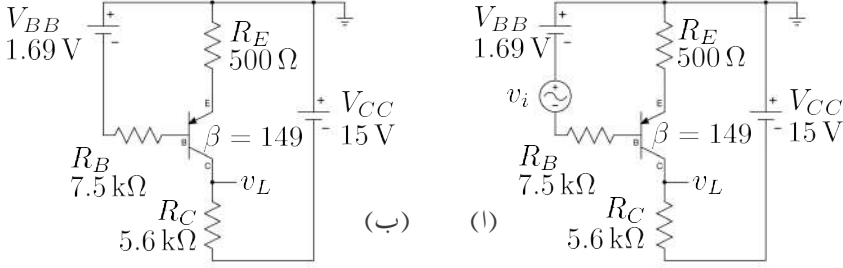 V_BB
1.69 V
+
−
R_E
500 Ω
E
B
C
β = 149
R_B
7.5 kΩ
v_L
R_C
5.6 kΩ
+
−
V_CC
15 V
(ب)
V_BB
1.69 V
+
−
v_i
+
−
R_E
500 Ω
E
B
C
β = 149
R_B
7.5 kΩ
v_L
R_C
5.6 kΩ
+
−
V_CC
15 V
(ا)